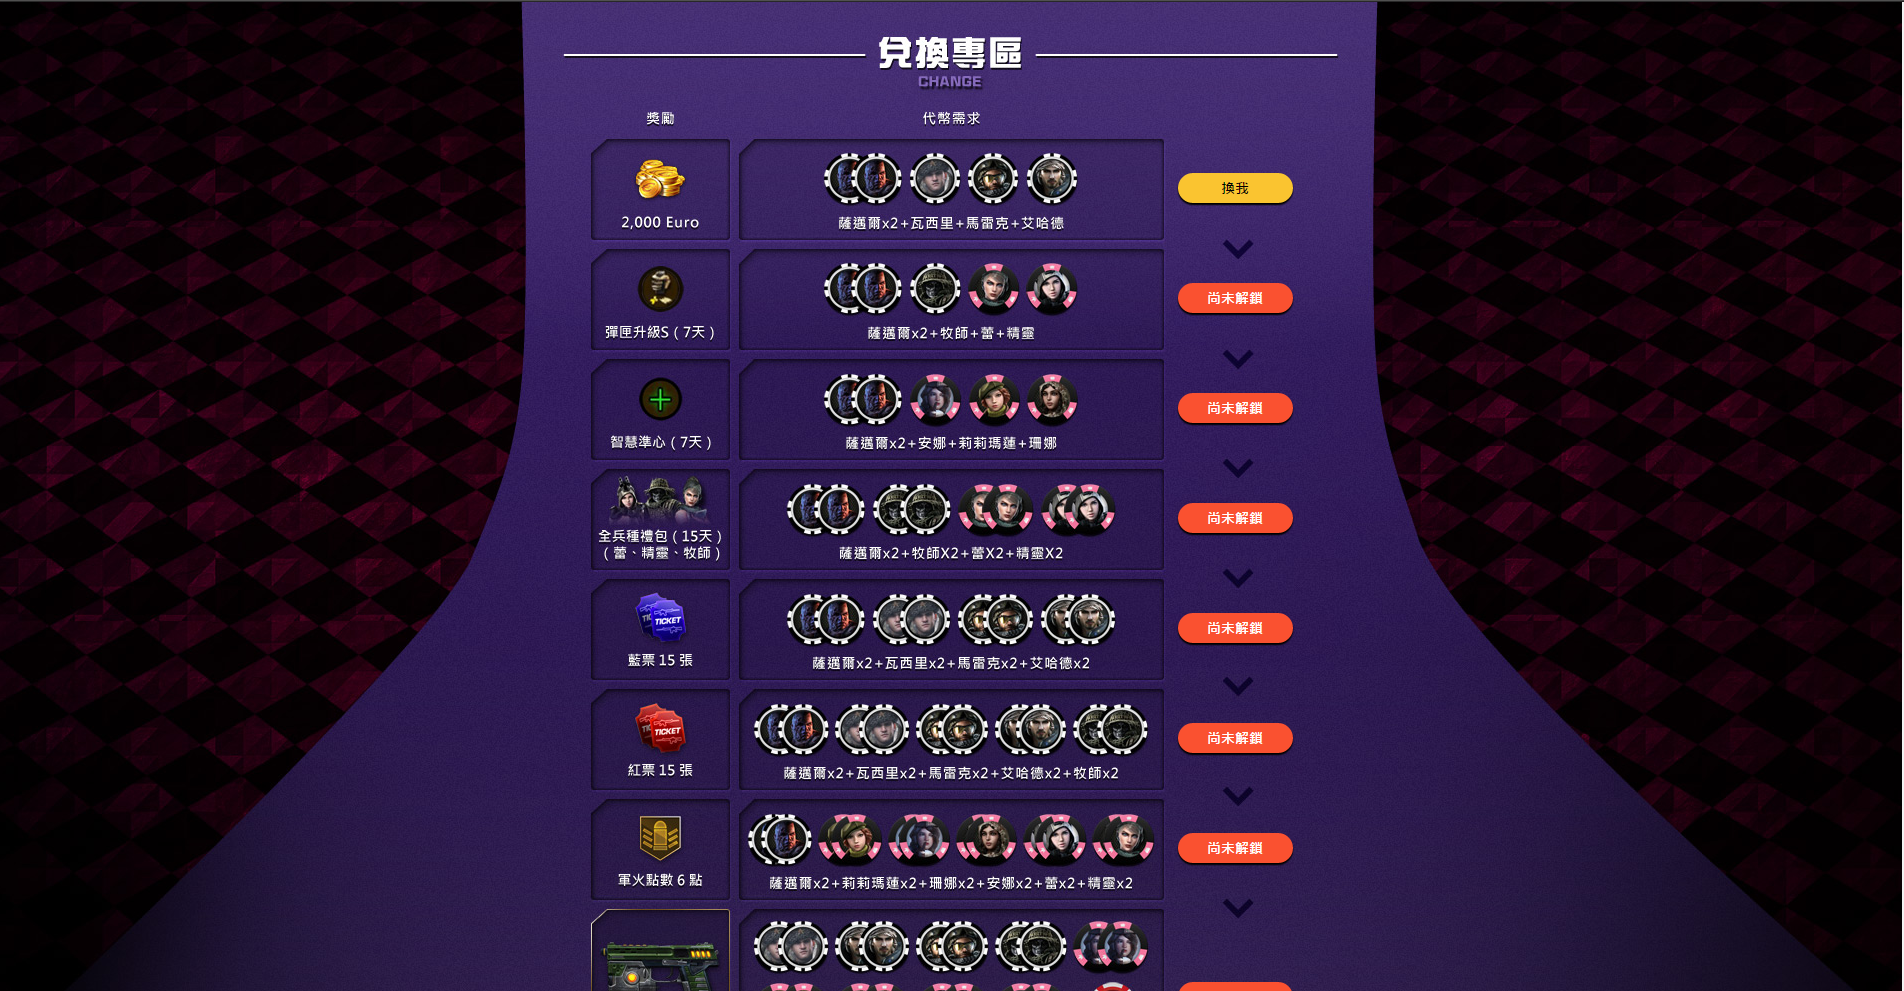 兌換專區
CHANGE
獎勵
代幣需求
2,000 Euro
薩邁爾x2+瓦西里+馬雷克+艾哈德
換我
彈匣升級S ( 7天 )
薩邁爾x2+牧師+蕾+精靈
尚未解鎖
智慧準心 ( 7天 )
薩邁爾x2+安娜+莉莉瑪蓮+珊娜
尚未解鎖
全兵種禮包 ( 15天 )
( 蕾、精靈、牧師 )
薩邁爾x2+牧師X2+蕾X2+精靈X2
尚未解鎖
TICKET
藍票 15 張
薩邁爾x2+瓦西里x2+馬雷克x2+艾哈德x2
尚未解鎖
TICKET
紅票 15 張
薩邁爾x2+瓦西里x2+馬雷克x2+艾哈德x2+牧師x2
尚未解鎖
軍火點數 6 點
薩邁爾x2+莉莉瑪蓮x2+珊娜x2+安娜x2+蕾x2+精靈x2
尚未解鎖